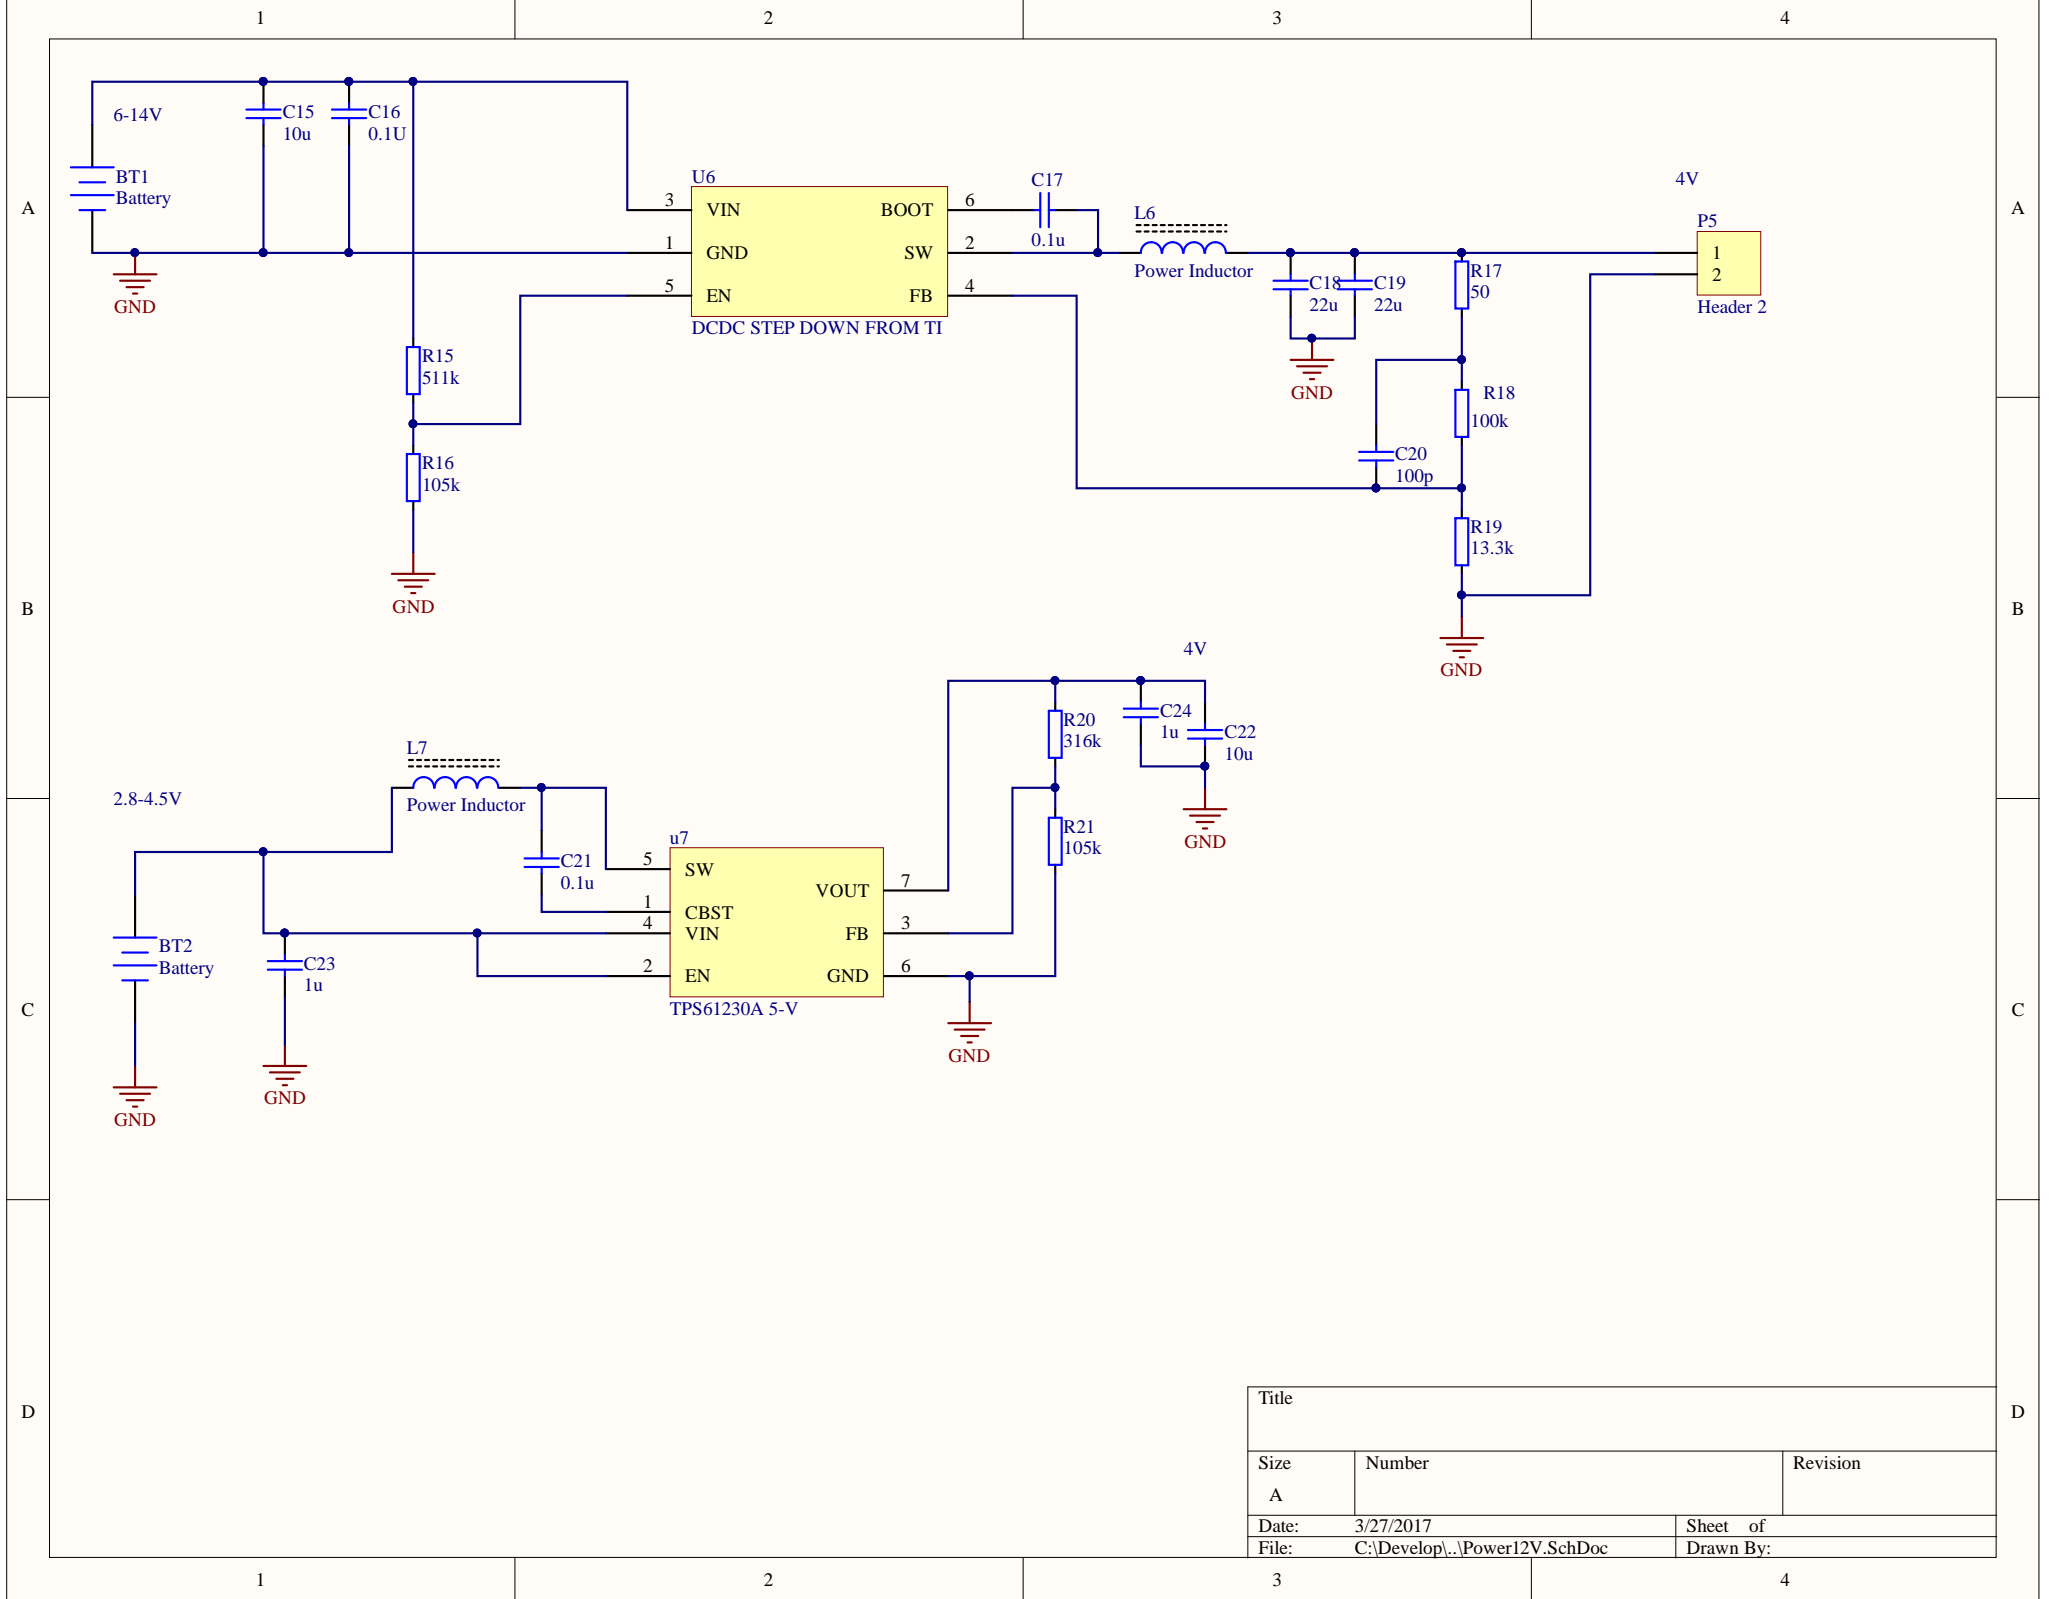 1 2 3 4
A A
B B
C C
D D
6-14V
BT1
Battery
GND
C15
10u
C16
0.1U
R15
511k
R16
105k
GND
U6
3 VIN
1 GND
5 EN
BOOT 6
SW 2
FB 4
DCDC STEP DOWN FROM TI
C17
0.1u
L6
Power Inductor
C18
22u
C19
22u
GND
R17
50
R18
100k
C20
100p
R19
13.3k
GND
4V
P5
1
2
Header 2
2.8-4.5V
BT2
Battery
GND
C23
1u
GND
L7
Power Inductor
C21
0.1u
u7
5 SW
1 CBST
4 VIN
2 EN
VOUT 7
FB 3
GND 6
TPS61230A 5-V
GND
4V
R20
316k
R21
105k
C24
1u
C22
10u
GND
Title
Size
A
Number
Revision
Date: 3/27/2017
Sheet of
File: C:\Develop\..\Power12V.SchDoc
Drawn By:
1 2 3 4